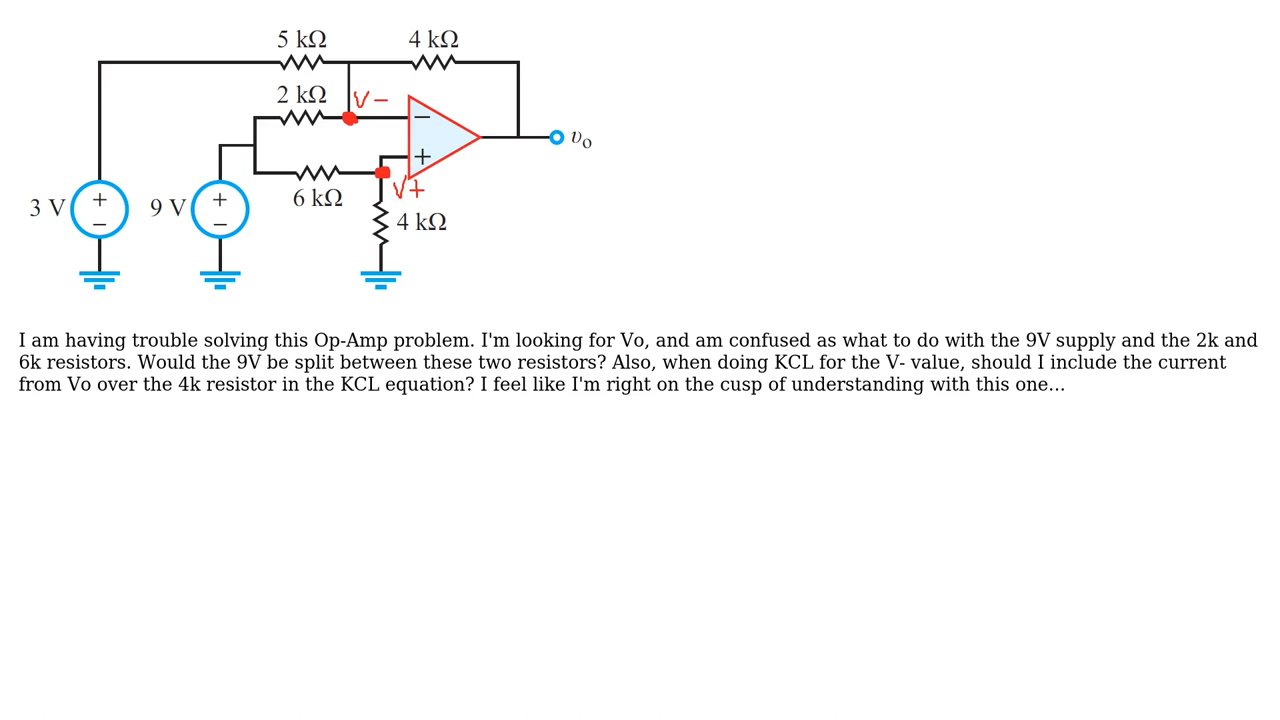 5 kΩ 4 kΩ
2 kΩ V-
−
+ vo
3 V + − 9 V + − 6 kΩ V+
4 kΩ
I am having trouble solving this Op-Amp problem. I'm looking for Vo, and am confused as what to do with the 9V supply and the 2k and
6k resistors. Would the 9V be split between these two resistors? Also, when doing KCL for the V- value, should I include the current
from Vo over the 4k resistor in the KCL equation? I feel like I'm right on the cusp of understanding with this one...